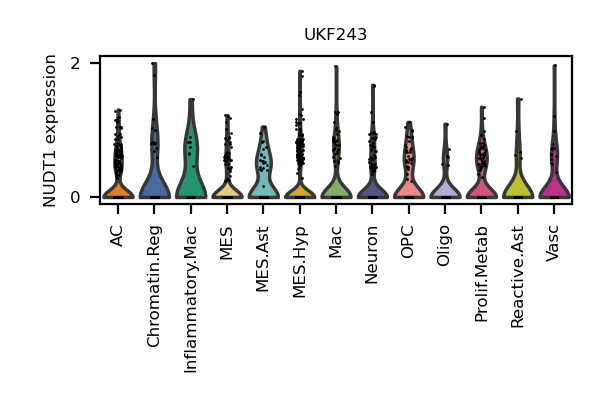 UKF243
NUDT1 expression
2
0
AC
Chromatin.Reg
Inflammatory.Mac
MES
MES.Ast
MES.Hyp
Mac
Neuron
OPC
Oligo
Prolif.Metab
Reactive.Ast
Vasc